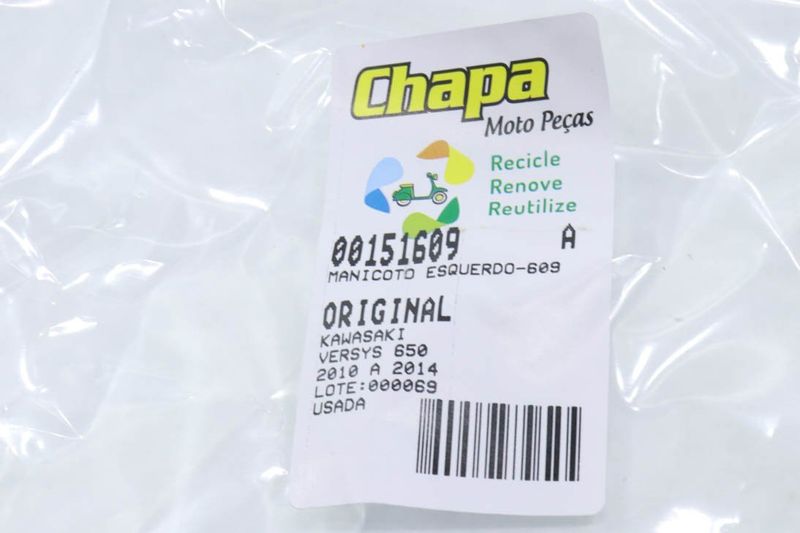 Chapa
Moto Peças
Recicle
Renove
Reutilize
00151609 A
MANICOTO ESQUERDO-609
ORIGINAL
KAWASAKI
VERSYS 650
2010 A 2014
LOTE:000069
USADA